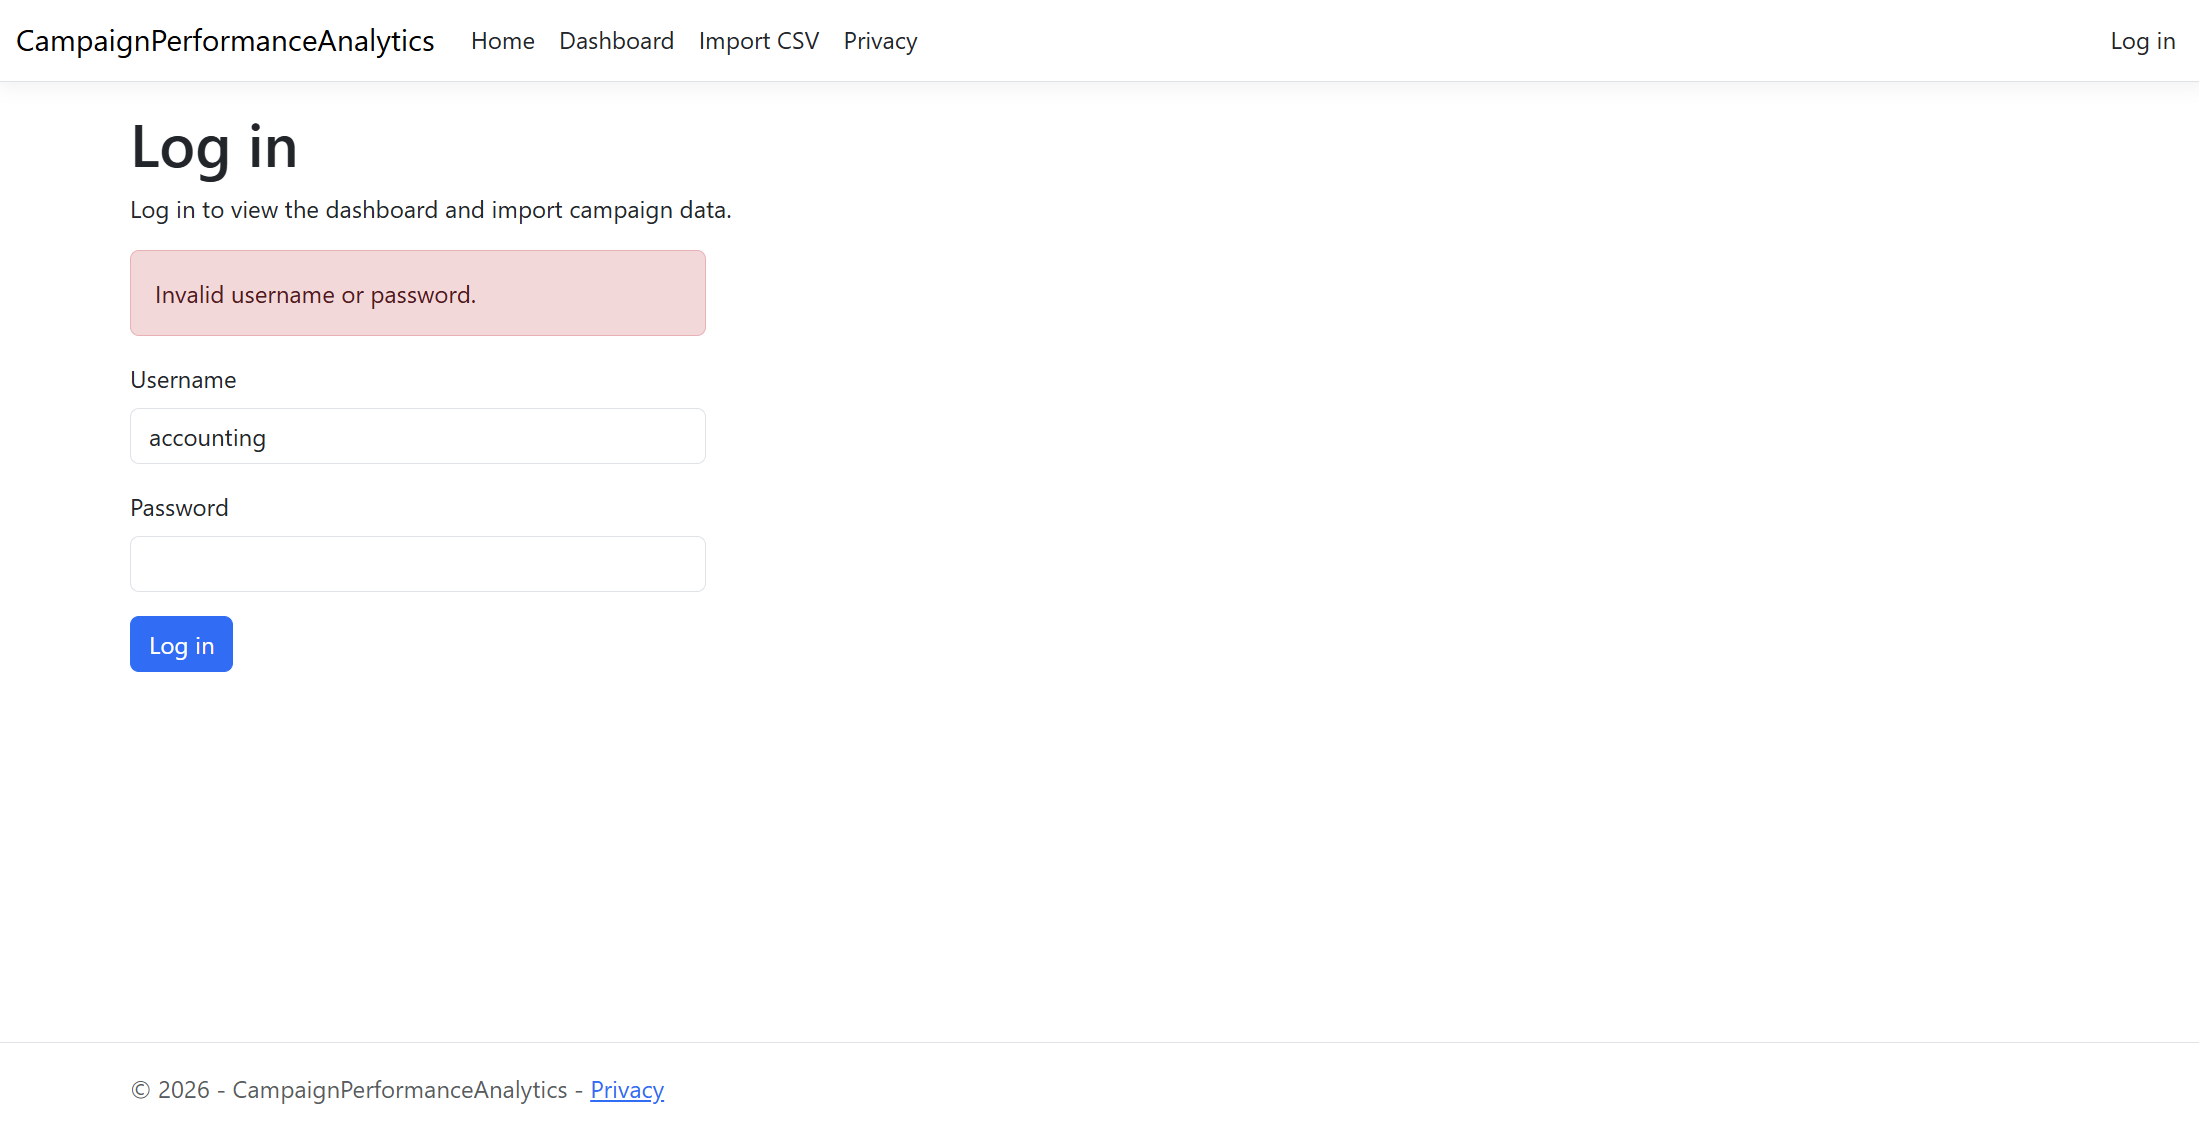 CampaignPerformanceAnalytics Home Dashboard Import CSV Privacy Log in
Log in
Log in to view the dashboard and import campaign data.
Invalid username or password.
Username
accounting
Password
Log in
© 2026 - CampaignPerformanceAnalytics - Privacy